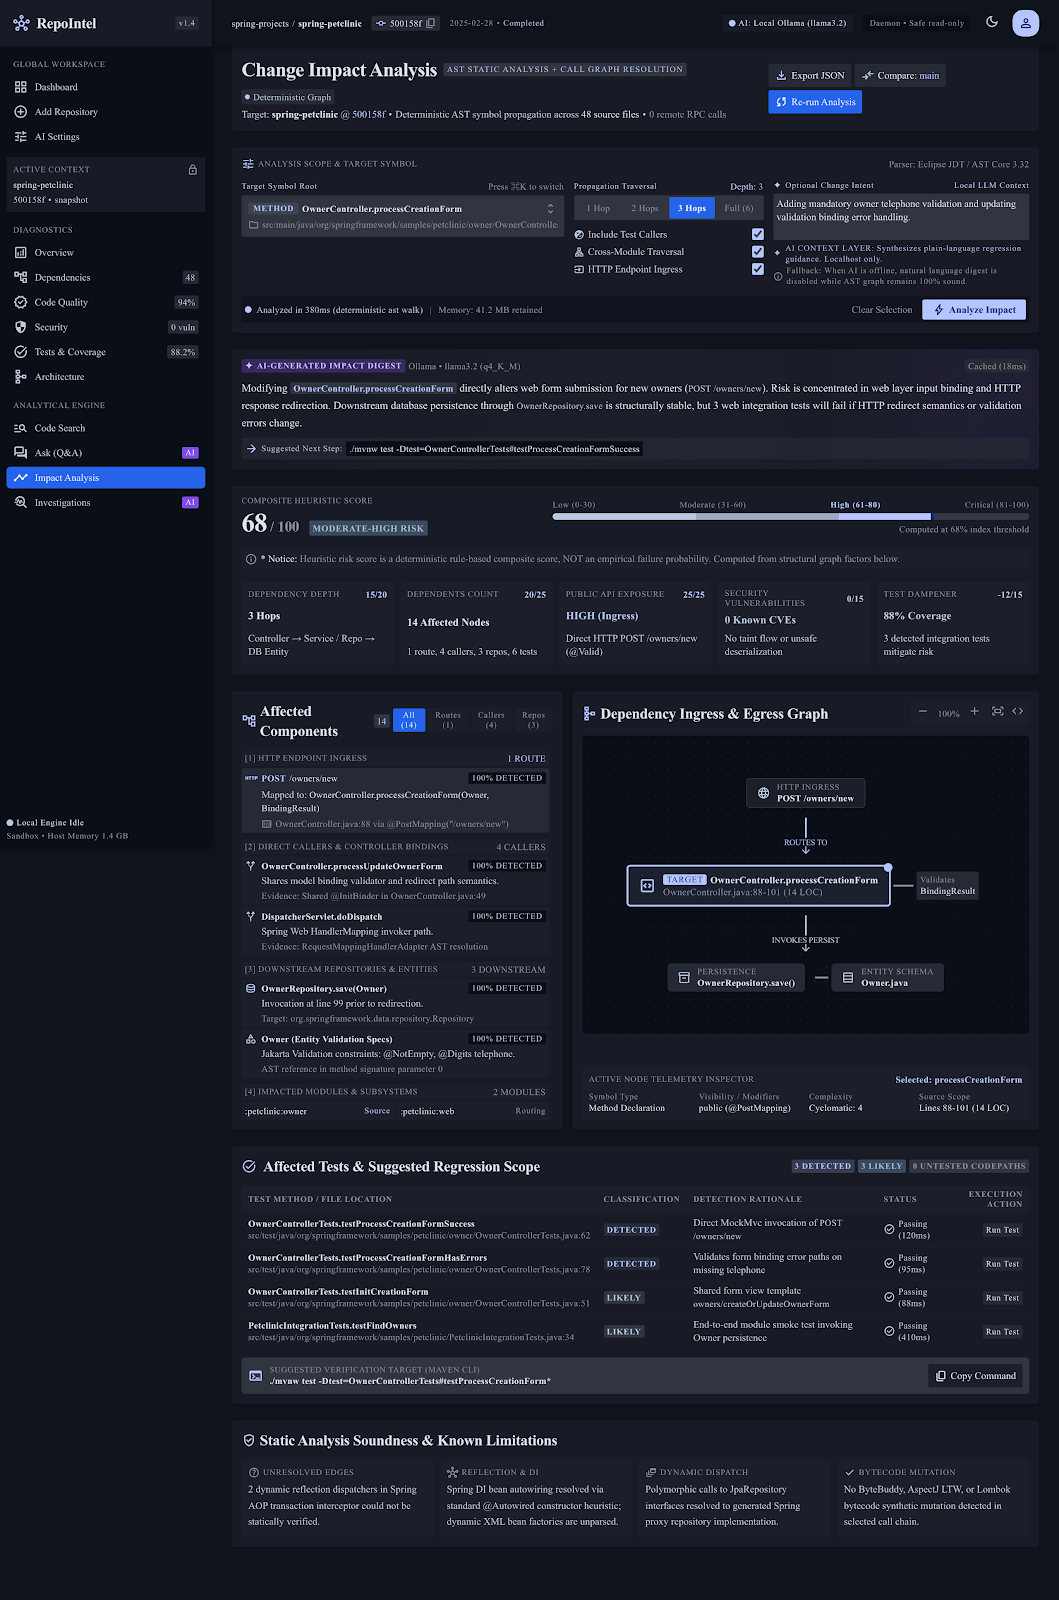 RepoIntel
v1.4
spring-projects / spring-petclinic
500158f
2025-02-28 • Completed
AI: Local Ollama (llama3.2)
Daemon • Safe read-only
GLOBAL WORKSPACE
Dashboard
Add Repository
AI Settings
ACTIVE CONTEXT
spring-petclinic
500158f • snapshot
DIAGNOSTICS
Overview
Dependencies 48
Code Quality 94%
Security 0 vuln
Tests & Coverage 88.2%
Architecture
ANALYTICAL ENGINE
Code Search
Ask (Q&A) AI
Impact Analysis
Investigations AI
Local Engine Idle
Sandbox • Host Memory 1.4 GB
Change Impact Analysis
AST STATIC ANALYSIS + CALL GRAPH RESOLUTION
Deterministic Graph
Target: spring-petclinic @ 500158f • Deterministic AST symbol propagation across 48 source files • 0 remote RPC calls
Export JSON
Compare: main
Re-run Analysis
ANALYSIS SCOPE & TARGET SYMBOL
Parser: Eclipse JDT / AST Core 3.32
Target Symbol Root
Press ⌘K to switch
METHOD OwnerController.processCreationForm
src/main/java/org/springframework/samples/petclinic/owner/OwnerControlle
Propagation Traversal
Depth: 3
1 Hop
2 Hops
3 Hops
Full (6)
Include Test Callers
Cross-Module Traversal
HTTP Endpoint Ingress
Optional Change Intent
Local LLM Context
Adding mandatory owner telephone validation and updating
validation binding error handling.
AI CONTEXT LAYER: Synthesizes plain-language regression
guidance. Localhost only.
Fallback: When AI is offline, natural language digest is
disabled while AST graph remains 100% sound.
Analyzed in 380ms (deterministic ast walk) | Memory: 41.2 MB retained
Clear Selection
Analyze Impact
AI-GENERATED IMPACT DIGEST
Ollama • llama3.2 (q4_K_M)
Cached (18ms)
Modifying OwnerController.processCreationForm directly alters web form submission for new owners (POST /owners/new). Risk is concentrated in web layer input binding and HTTP
response redirection. Downstream database persistence through OwnerRepository.save is structurally stable, but 3 web integration tests will fail if HTTP redirect semantics or validation
errors change.
Suggested Next Step: ./mvnw test -Dtest=OwnerControllerTests#testProcessCreationFormSuccess
COMPOSITE HEURISTIC SCORE
68 / 100
MODERATE-HIGH RISK
Low (0-30)
Moderate (31-60)
High (61-80)
Critical (81-100)
Computed at 68% index threshold
* Notice: Heuristic risk score is a deterministic rule-based composite score, NOT an empirical failure probability. Computed from structural graph factors below.
DEPENDENCY DEPTH 15/20
3 Hops
Controller → Service / Repo →
DB Entity
DEPENDENTS COUNT 20/25
14 Affected Nodes
1 route, 4 callers, 3 repos, 6 tests
PUBLIC API EXPOSURE 25/25
HIGH (Ingress)
Direct HTTP POST /owners/new
(@Valid)
SECURITY
VULNERABILITIES
0/15
0 Known CVEs
No taint flow or unsafe
deserialization
TEST DAMPENER -12/15
88% Coverage
3 detected integration tests
mitigate risk
Affected
Components
14
All
(14)
Routes
(1)
Callers
(4)
Repos
(3)
[1] HTTP ENDPOINT INGRESS 1 ROUTE
HTTP POST /owners/new 100% DETECTED
Mapped to: OwnerController.processCreationForm(Owner,
BindingResult)
OwnerController.java:88 via @PostMapping("/owners/new")
[2] DIRECT CALLERS & CONTROLLER BINDINGS 4 CALLERS
OwnerController.processUpdateOwnerForm 100% DETECTED
Shares model binding validator and redirect path semantics.
Evidence: Shared @InitBinder in OwnerController.java:49
DispatcherServlet.doDispatch 100% DETECTED
Spring Web HandlerMapping invoker path.
Evidence: RequestMappingHandlerAdapter AST resolution
[3] DOWNSTREAM REPOSITORIES & ENTITIES 3 DOWNSTREAM
OwnerRepository.save(Owner) 100% DETECTED
Invocation at line 99 prior to redirection.
Target: org.springframework.data.repository.Repository
Owner (Entity Validation Specs) 100% DETECTED
Jakarta Validation constraints: @NotEmpty, @Digits telephone.
AST reference in method signature parameter 0
[4] IMPACTED MODULES & SUBSYSTEMS 2 MODULES
:petclinic:owner Source
:petclinic:web Routing
Dependency Ingress & Egress Graph
100%
HTTP INGRESS
POST /owners/new
ROUTES TO
TARGET OwnerController.processCreationForm
OwnerController.java:88-101 (14 LOC)
Validates
BindingResult
INVOKES PERSIST
PERSISTENCE
OwnerRepository.save()
ENTITY SCHEMA
Owner.java
ACTIVE NODE TELEMETRY INSPECTOR
Selected: processCreationForm
Symbol Type
Method Declaration
Visibility / Modifiers
public (@PostMapping)
Complexity
Cyclomatic: 4
Source Scope
Lines 88-101 (14 LOC)
Affected Tests & Suggested Regression Scope
3 DETECTED
3 LIKELY
0 UNTESTED CODEPATHS
TEST METHOD / FILE LOCATION
CLASSIFICATION
DETECTION RATIONALE
STATUS
EXECUTION
ACTION
OwnerControllerTests.testProcessCreationFormSuccess
src/test/java/org/springframework/samples/petclinic/owner/OwnerControllerTests.java:62
DETECTED
Direct MockMvc invocation of POST
/owners/new
Passing
(120ms)
Run Test
OwnerControllerTests.testProcessCreationFormHasErrors
src/test/java/org/springframework/samples/petclinic/owner/OwnerControllerTests.java:78
DETECTED
Validates form binding error paths on
missing telephone
Passing
(95ms)
Run Test
OwnerControllerTests.testInitCreationForm
src/test/java/org/springframework/samples/petclinic/owner/OwnerControllerTests.java:51
LIKELY
Shared form view template
owners/createOrUpdateOwnerForm
Passing
(88ms)
Run Test
PetclinicIntegrationTests.testFindOwners
src/test/java/org/springframework/samples/petclinic/PetclinicIntegrationTests.java:34
LIKELY
End-to-end module smoke test invoking
Owner persistence
Passing
(410ms)
Run Test
SUGGESTED VERIFICATION TARGET (MAVEN CLI)
./mvnw test -Dtest=OwnerControllerTests#testProcessCreationForm*
Copy Command
Static Analysis Soundness & Known Limitations
UNRESOLVED EDGES
2 dynamic reflection dispatchers in Spring
AOP transaction interceptor could not be
statically verified.
REFLECTION & DI
Spring DI bean autowiring resolved via
standard @Autowired constructor heuristic;
dynamic XML bean factories are unparsed.
DYNAMIC DISPATCH
Polymorphic calls to JpaRepository
interfaces resolved to generated Spring
proxy repository implementation.
BYTECODE MUTATION
No ByteBuddy, AspectJ LTW, or Lombok
bytecode synthetic mutation detected in
selected call chain.